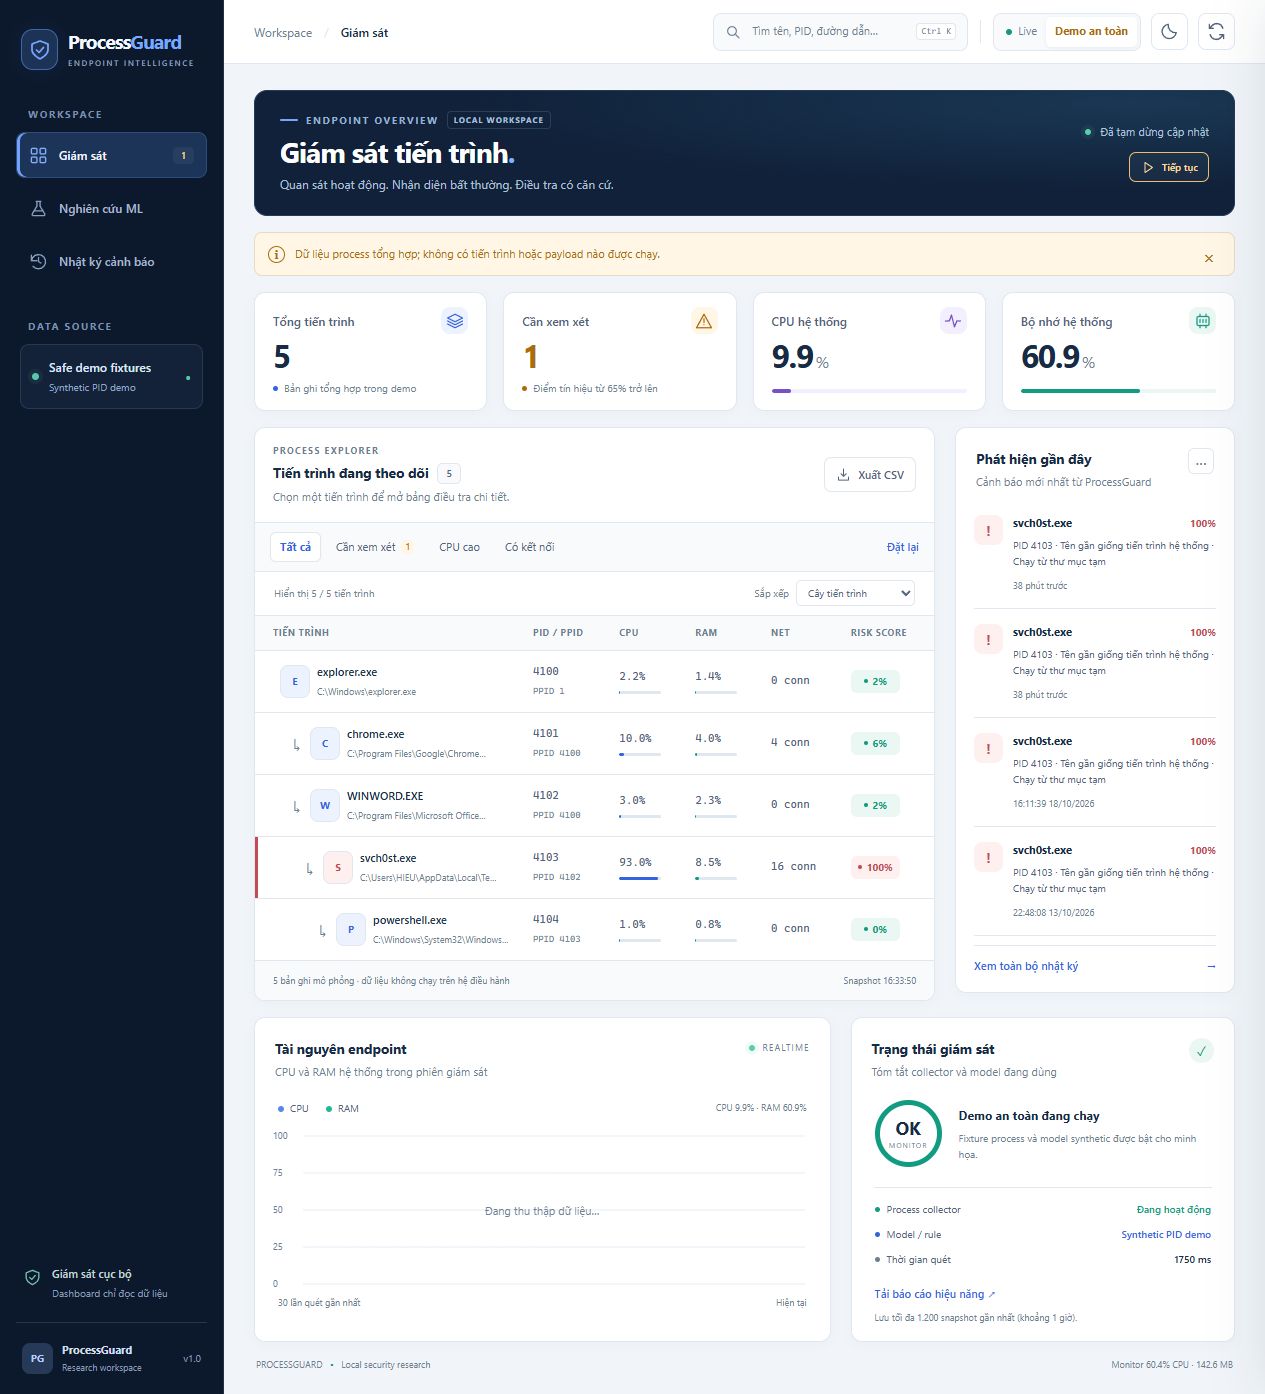 ProcessGuard
ENDPOINT INTELLIGENCE
WORKSPACE
Giám sát 1
Nghiên cứu ML
Nhật ký cảnh báo
DATA SOURCE
Safe demo fixtures
Synthetic PID demo
Giám sát cục bộ
Dashboard chỉ đọc dữ liệu
PG ProcessGuard v1.0
Research workspace
Workspace / Giám sát
Tìm tên, PID, đường dẫn... Ctrl K
Live Demo an toàn
ENDPOINT OVERVIEW LOCAL WORKSPACE
Giám sát tiến trình.
Quan sát hoạt động. Nhận diện bất thường. Điều tra có căn cứ.
Đã tạm dừng cập nhật
Tiếp tục
Dữ liệu process tổng hợp; không có tiến trình hoặc payload nào được chạy. ×
Tổng tiến trình
5
Bản ghi tổng hợp trong demo
Cần xem xét
1
Điểm tín hiệu từ 65% trở lên
CPU hệ thống
9.9%
Bộ nhớ hệ thống
60.9%
PROCESS EXPLORER
Tiến trình đang theo dõi 5
Chọn một tiến trình để mở bảng điều tra chi tiết.
Xuất CSV
Tất cả Cần xem xét 1 CPU cao Có kết nối Đặt lại
Hiển thị 5 / 5 tiến trình Sắp xếp Cây tiến trình
TIẾN TRÌNH PID / PPID CPU RAM NET RISK SCORE
E explorer.exe 4100 2.2% 1.4% 0 conn 2%
C:\Windows\explorer.exe PPID 1
↳ C chrome.exe 4101 10.0% 4.0% 4 conn 6%
C:\Program Files\Google\Chrome... PPID 4100
↳ W WINWORD.EXE 4102 3.0% 2.3% 0 conn 2%
C:\Program Files\Microsoft Office... PPID 4100
↳ S svch0st.exe 4103 93.0% 8.5% 16 conn 100%
C:\Users\HIEU\AppData\Local\Te... PPID 4102
↳ P powershell.exe 4104 1.0% 0.8% 0 conn 0%
C:\Windows\System32\Windows... PPID 4103
5 bản ghi mô phỏng · dữ liệu không chạy trên hệ điều hành Snapshot 16:33:50
Phát hiện gần đây ...
Cảnh báo mới nhất từ ProcessGuard
! svch0st.exe 100%
PID 4103 · Tên gần giống tiến trình hệ thống ·
Chạy từ thư mục tạm
38 phút trước
! svch0st.exe 100%
PID 4103 · Tên gần giống tiến trình hệ thống ·
Chạy từ thư mục tạm
38 phút trước
! svch0st.exe 100%
PID 4103 · Tên gần giống tiến trình hệ thống ·
Chạy từ thư mục tạm
16:11:39 18/10/2026
! svch0st.exe 100%
PID 4103 · Tên gần giống tiến trình hệ thống ·
Chạy từ thư mục tạm
22:48:08 13/10/2026
Xem toàn bộ nhật ký →
Tài nguyên endpoint REALTIME
CPU và RAM hệ thống trong phiên giám sát
CPU RAM CPU 9.9% · RAM 60.9%
100
75
50
25
0
Đang thu thập dữ liệu...
30 lần quét gần nhất Hiện tại
Trạng thái giám sát ✓
Tóm tắt collector và model đang dùng
OK
MONITOR
Demo an toàn đang chạy
Fixture process và model synthetic được bật cho minh
họa.
Process collector Đang hoạt động
Model / rule Synthetic PID demo
Thời gian quét 1750 ms
Tải báo cáo hiệu năng ↗
Lưu tối đa 1.200 snapshot gần nhất (khoảng 1 giờ).
PROCESSGUARD • Local security research Monitor 60.4% CPU · 142.6 MB